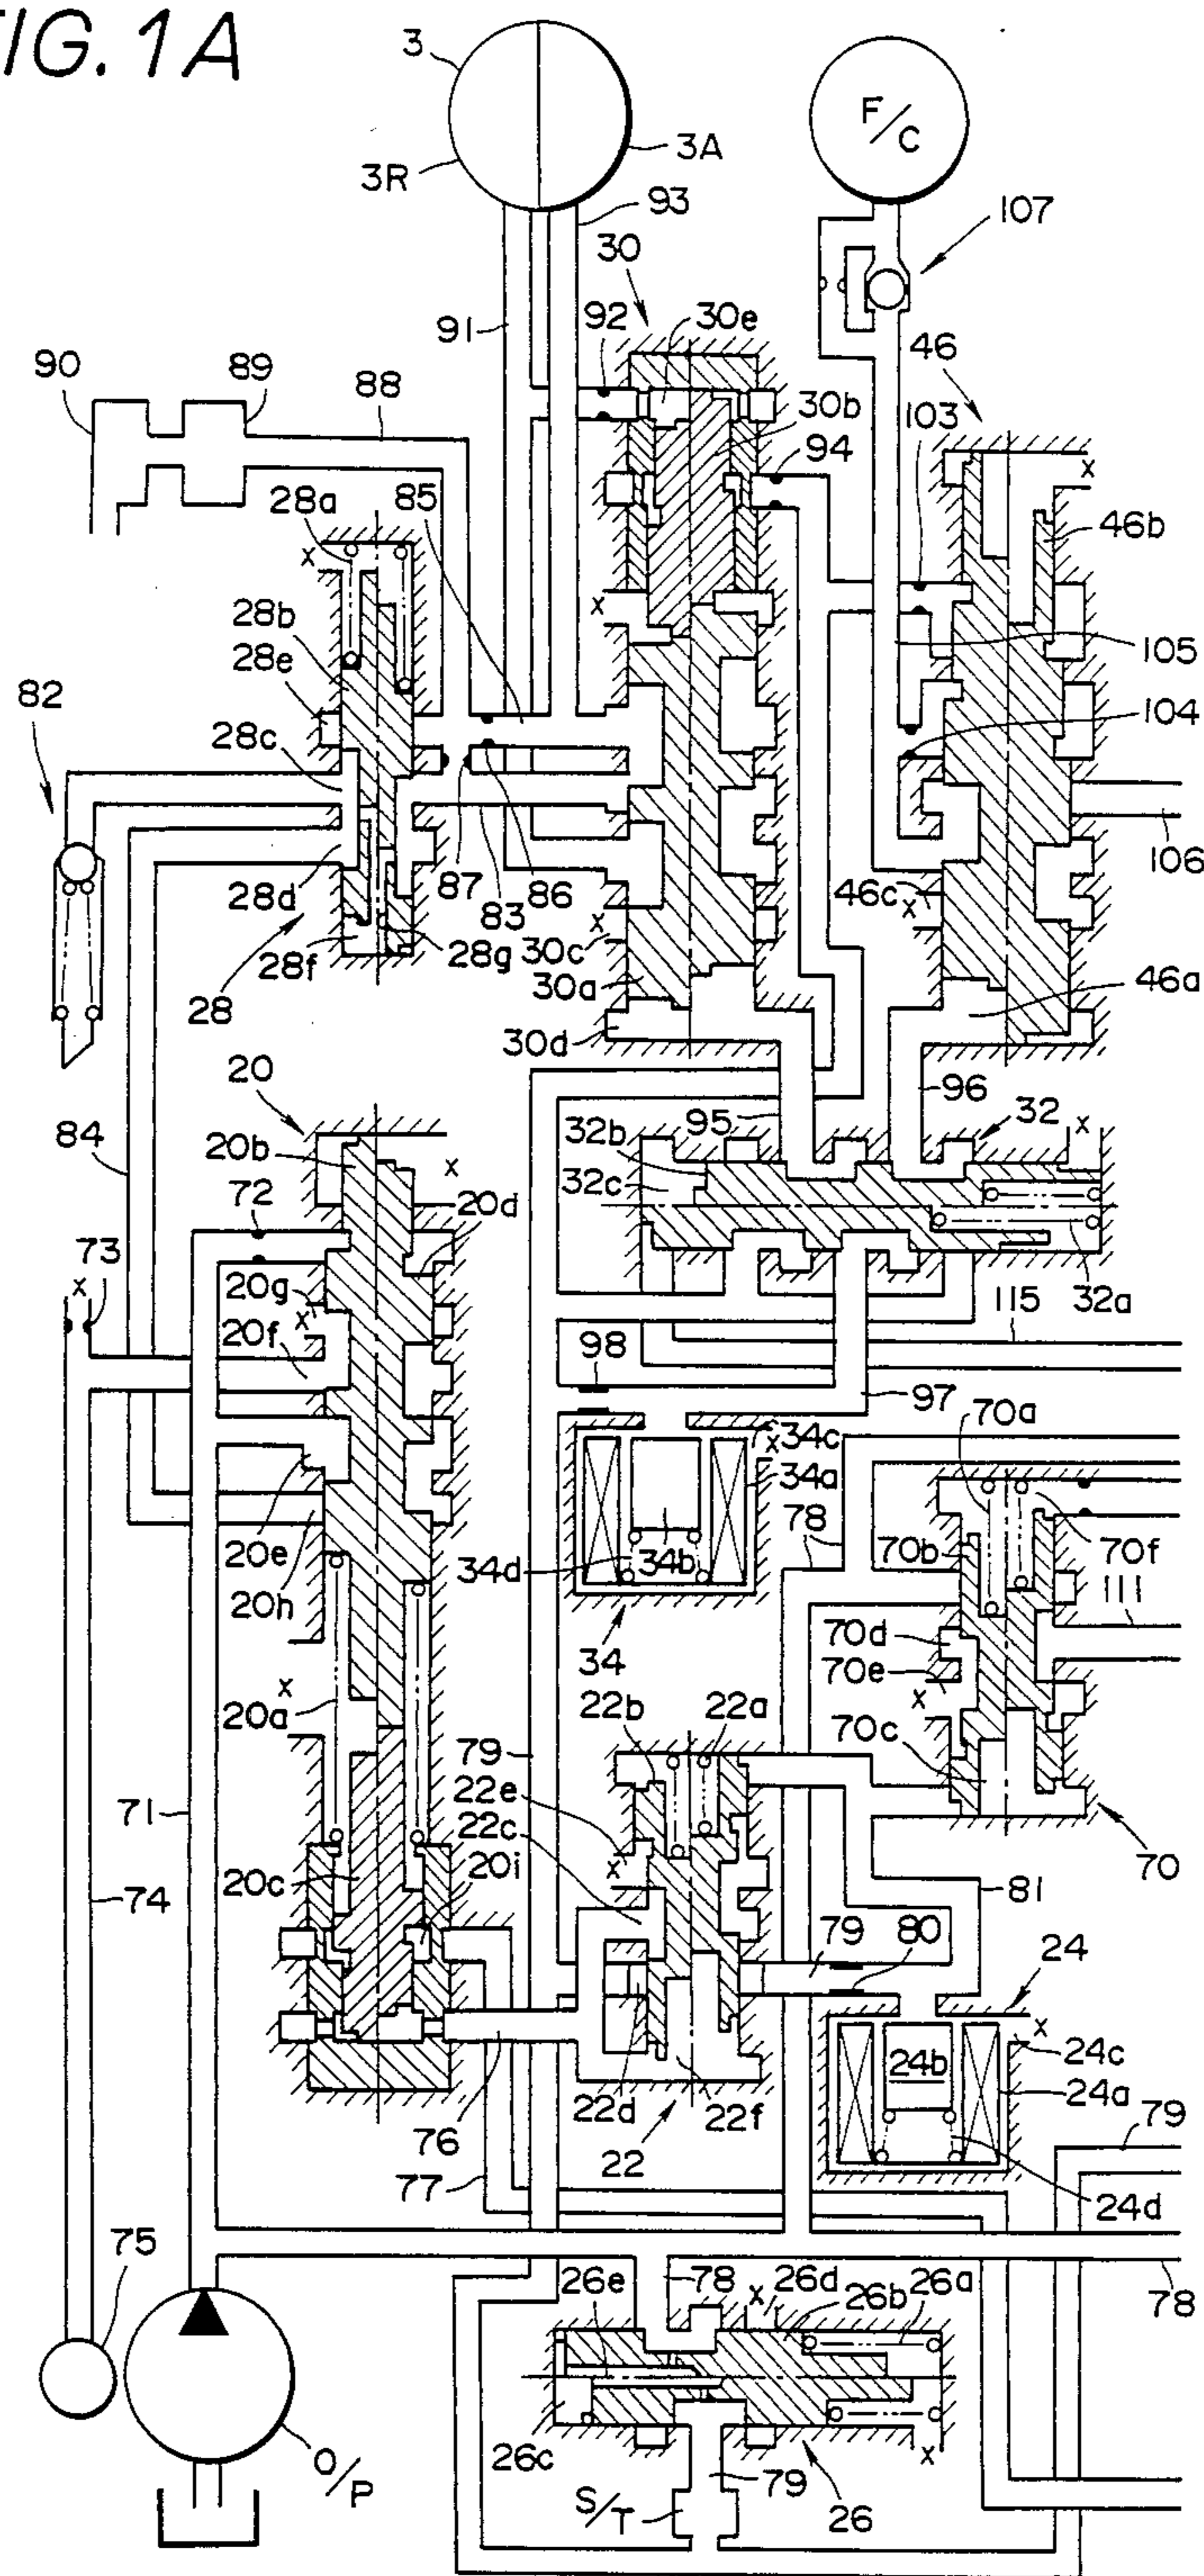 FIG. 1A
3
3R
3A
93
F/C
107
30
91
92
30e
46
90
89
88
30b
103
94
28a
85
x
x
46b
28b
x
28e
105
82
28c
104
28d
87
86
83
106
46c
x
x
28f
28g
30c
28
30a
46a
30d
20
96
84
95
32
x
20b
32b
x
32c
72
20d
73
x
20g
x
115
32a
20f
98
97
70a
34c
x
34a
78
20e
34d
34b
70b
70f
20h
111
34
70d
70e
x
x
20a
22b
22a
70c
79
22e
71
22c
x
20c
20i
70
74
81
79
80
24
x
24b
24c
22d
22f
24a
76
22
79
77
24d
75
78
x
26d
26a
26e
26b
78
26c
x
O/P
79
S/T
26